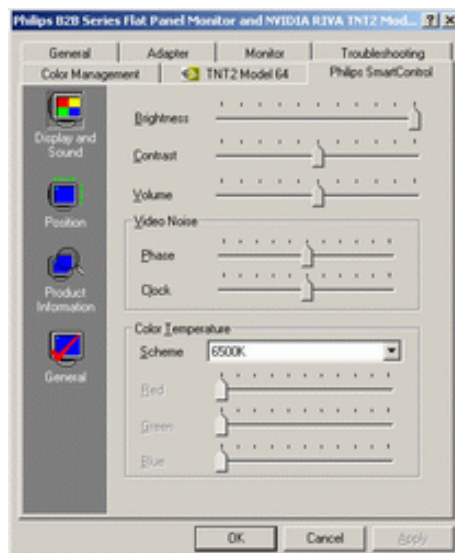 Philips B2B Series Flat Panel Monitor and NVIDIA RIVA TNT2 Mod...
General Adapter Monitor Troubleshooting
Color Management TNT2 Model 64 Philips SmartControl
Display and
Sound
Position
Product
Information
General
Brightness
Contrast
Volume
Video Noise
Phase
Clock
Color Temperature
Scheme 6500K
Red
Green
Blue
OK Cancel Apply